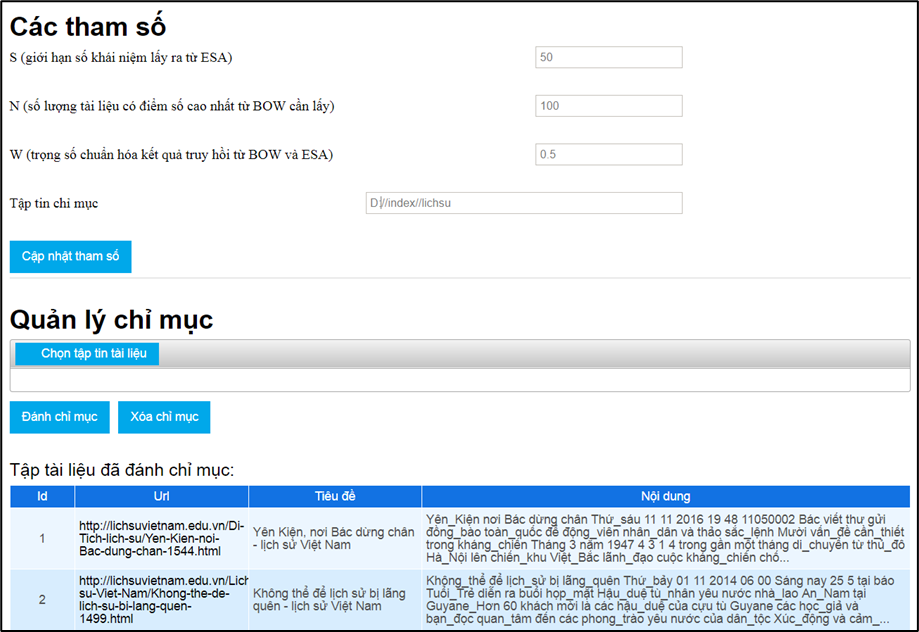 Các tham số
S (giới hạn số khái niệm lấy ra từ ESA)
50
N (số lượng tài liệu có điểm số cao nhất từ BOW cần lấy)
100
W (trọng số chuẩn hóa kết quả truy hồi từ BOW và ESA)
0.5
Tập tin chỉ mục
D://index//lichsu
Cập nhật tham số
Quản lý chỉ mục
Chọn tập tin tài liệu
Đánh chỉ mục Xóa chỉ mục
Tập tài liệu đã đánh chỉ mục:
Id Url Tiêu đề Nội dung
1
http://lichsuvietnam.edu.vn/Di-
Tich-lich-su/Yen-Kien-noi-
Bac-dung-chan-1544.html
Yên Kiện, nơi Bác dừng chân
- lịch sử Việt Nam
Yên_Kiện nơi Bác dừng chân Thứ_sáu 11 11 2016 19 48 11050002 Bác viết thư gửi
đồng_bào toàn_quốc để động_viên nhân_dân và thảo sắc_lệnh Mười vấn_đề cần_thiết
trong kháng_chiến Tháng 3 năm 1947 4 3 1 4 trong gần một tháng di_chuyển từ thủ_đô
Hà_Nội lên chiến_khu Việt_Bắc lãnh_đạo cuộc kháng_chiến chố...
2
http://lichsuvietnam.edu.vn/Lich
su-Viet-Nam/Khong-the-de-
lich-su-bi-lang-quen-
1499.html
Không thể để lịch sử bị lãng
quên - lịch sử Việt Nam
Không_thể để lịch_sử bị lãng_quên Thứ_bảy 01 11 2014 06 00 Sáng nay 25 5 tại báo
Tuổi_Trẻ diễn ra buổi họp_mặt Hậu_duệ tù_nhân yêu nước nhà_lao An_Nam tại
Guyane_Hơn 60 khách mời là các hậu_duệ của cựu tù Guyane các học_giả và
bạn_đọc quan_tâm đến các phong_trào yêu nước của dân_tộc Xúc_động và cảm_...